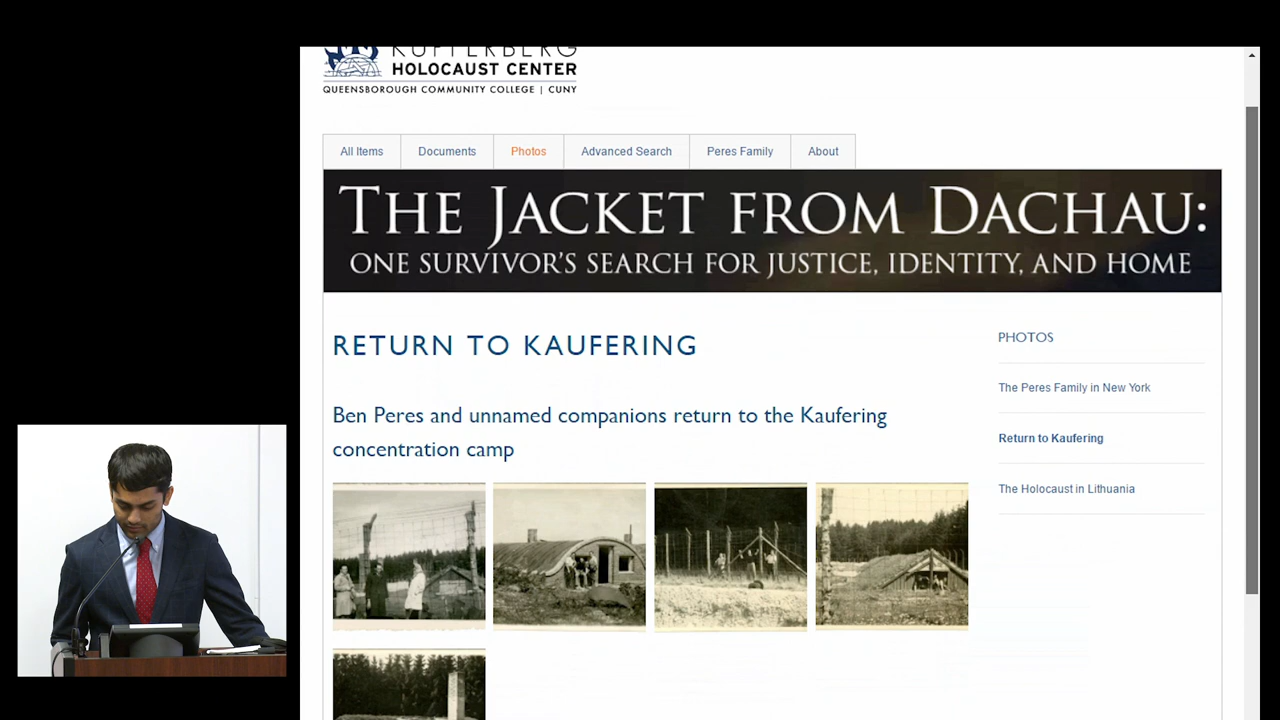 KUPFERBERG
HOLOCAUST CENTER
QUEENSBOROUGH COMMUNITY COLLEGE | CUNY
All Items
Documents
Photos
Advanced Search
Peres Family
About
THE JACKET FROM DACHAU:
ONE SURVIVOR'S SEARCH FOR JUSTICE, IDENTITY, AND HOME
RETURN TO KAUFERING
Ben Peres and unnamed companions return to the Kaufering
concentration camp
PHOTOS
The Peres Family in New York
Return to Kaufering
The Holocaust in Lithuania